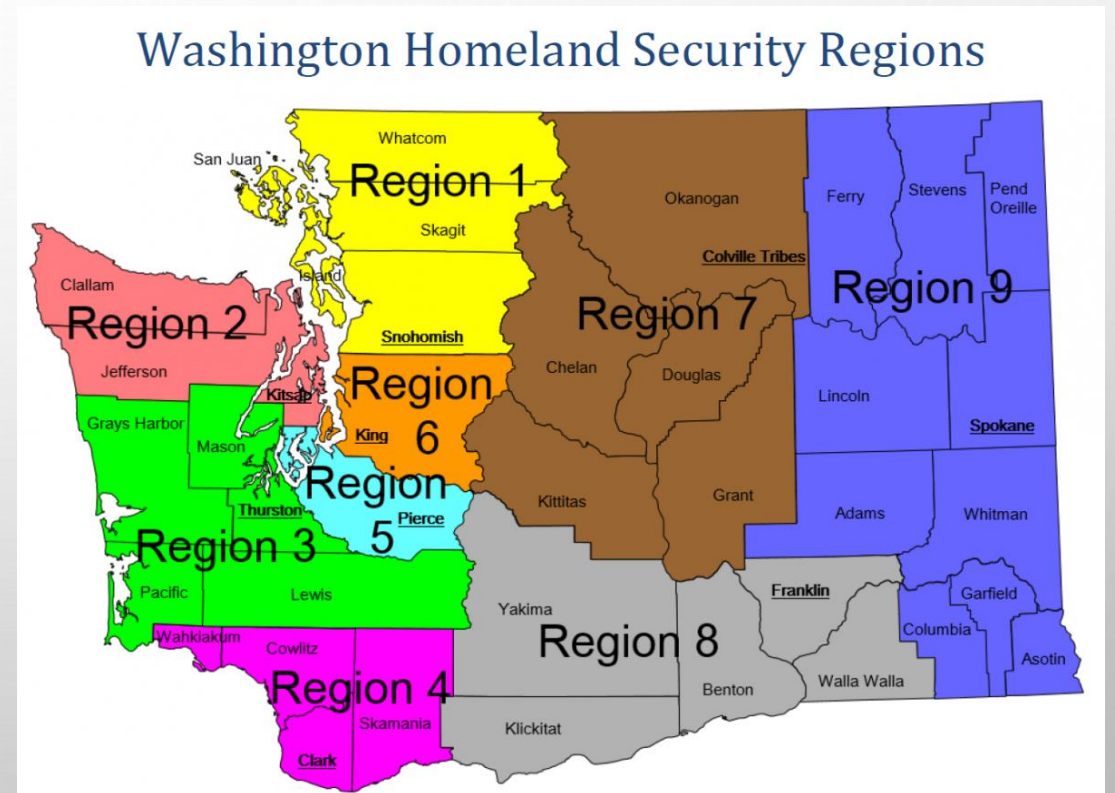 Washington Homeland Security Regions
Whatcom
San Juan
Region 1
Skagit
Island
Snohomish
Clallam
Region 2
Jefferson
Kitsap
Grays Harbor
Mason
Thurston
Region 3
Pacific
Lewis
Wahkiakum
Cowlitz
Region 4
Skamania
Clark
Region
5
Pierce
Region
King
6
Okanogan
Colville Tribes
Region 7
Chelan
Douglas
Kittitas
Grant
Yakima
Franklin
Region 8
Benton
Walla Walla
Klickitat
Ferry
Stevens
Pend
Oreille
Region 9
Lincoln
Spokane
Adams
Whitman
Garfield
Columbia
Asotin